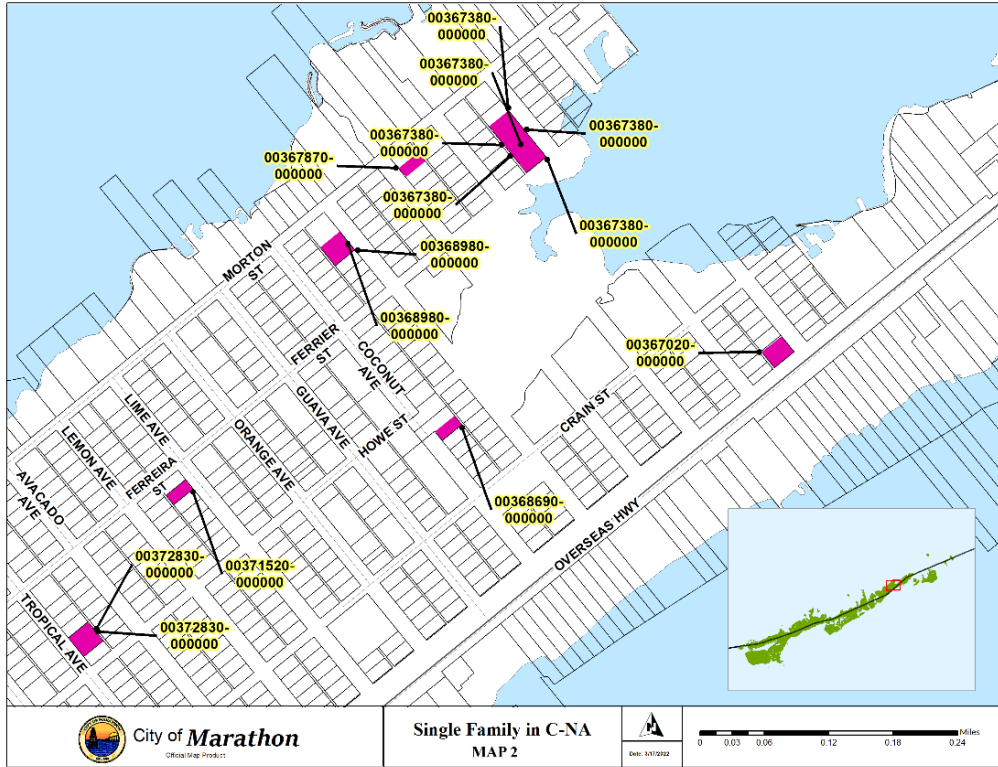 00367380-
000000
00367380-
000000
00367380-
000000
00367380-
000000
00367870-
000000
00367380-
000000
00367380-
000000
00368980-
000000
00368980-
000000
MORTON
ST
FERRIER
ST
COCONUT
AVE
00367020-
000000
LIME AVE
GUAVA AVE
HOWE ST
CRAIN ST
LEMON AVE
ORANGE AVE
AVACADO
AVE
FERREIRA
ST
00368690-
000000
OVERSEAS HWY
00372830-
000000
00371520-
000000
TROPICAL AVE
00372830-
000000
City of Marathon
Official Map Product
Single Family in C-NA
MAP 2
Date: 3/17/2022
Miles
0 0.03 0.06 0.12 0.18 0.24